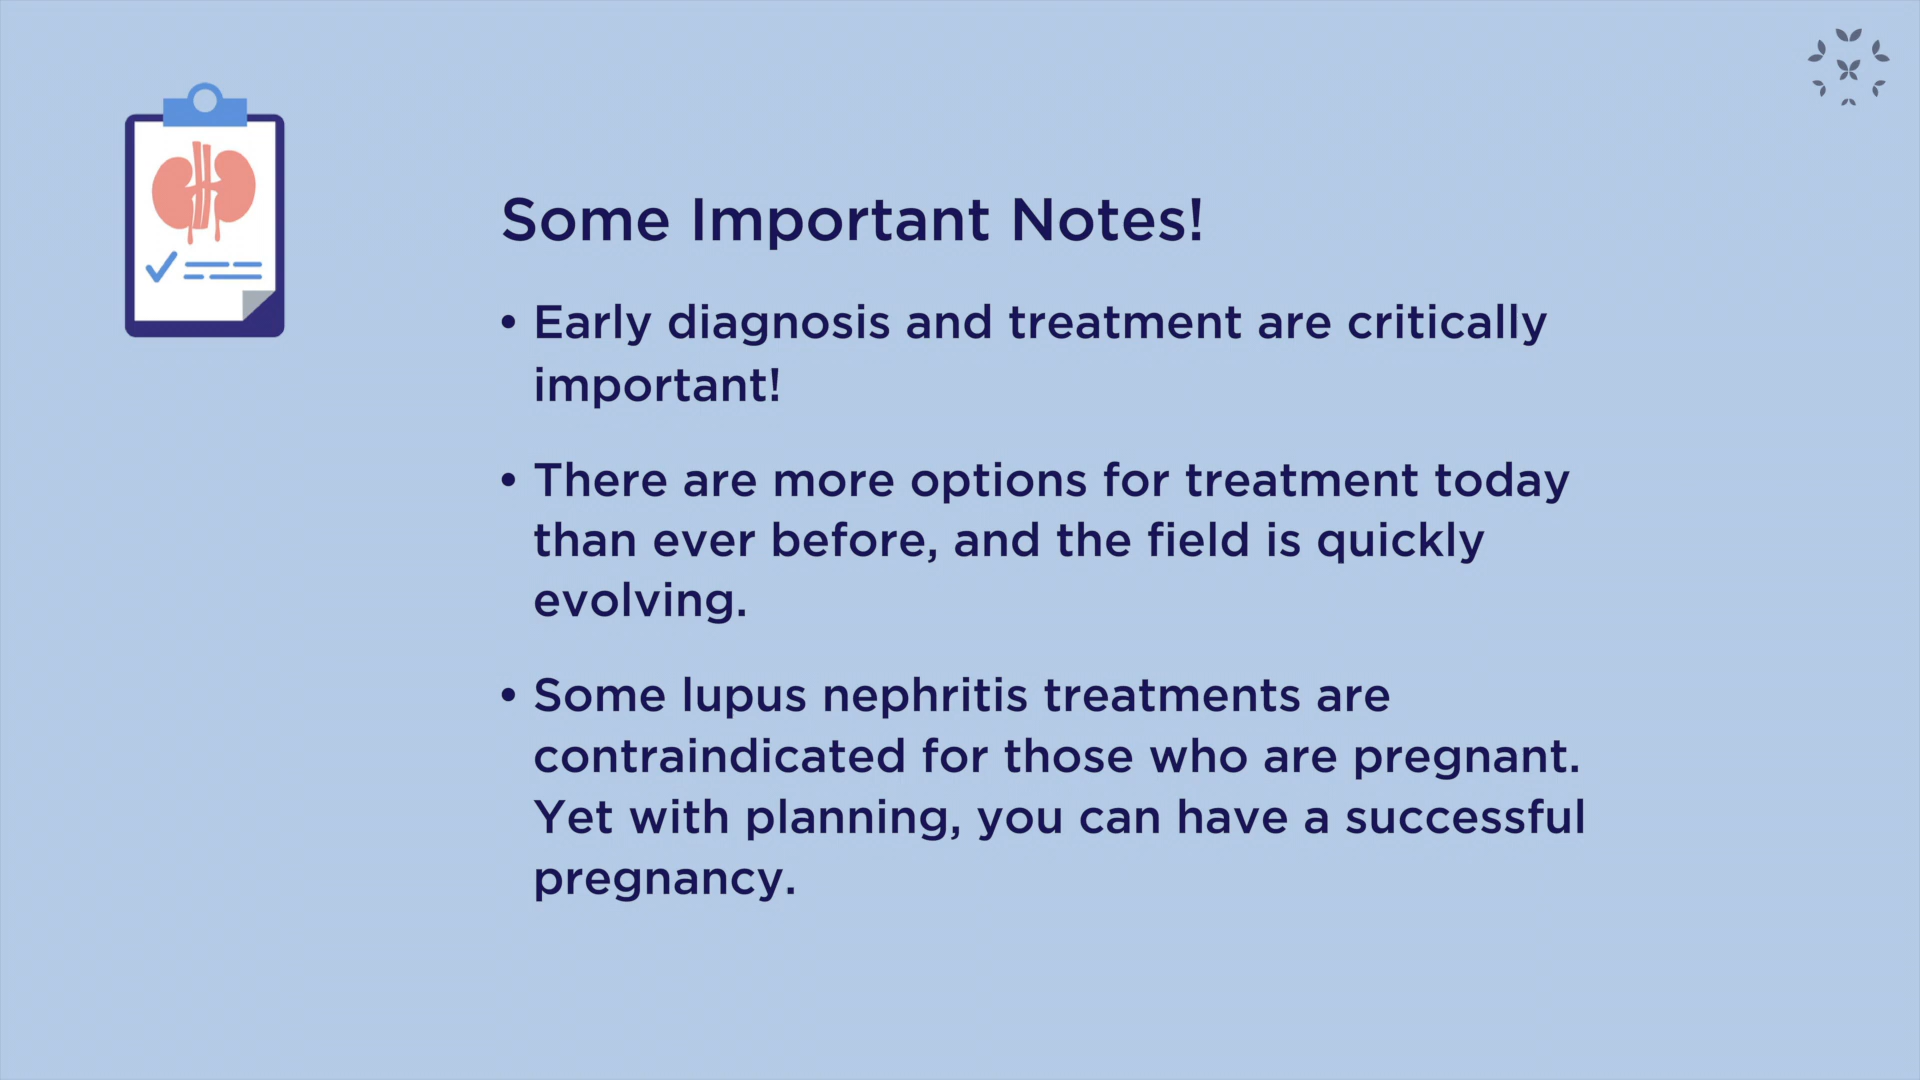 Some Important Notes!
• Early diagnosis and treatment are critically
important!
• There are more options for treatment today
than ever before, and the field is quickly
evolving.
• Some lupus nephritis treatments are
contraindicated for those who are pregnant.
Yet with planning, you can have a successful
pregnancy.